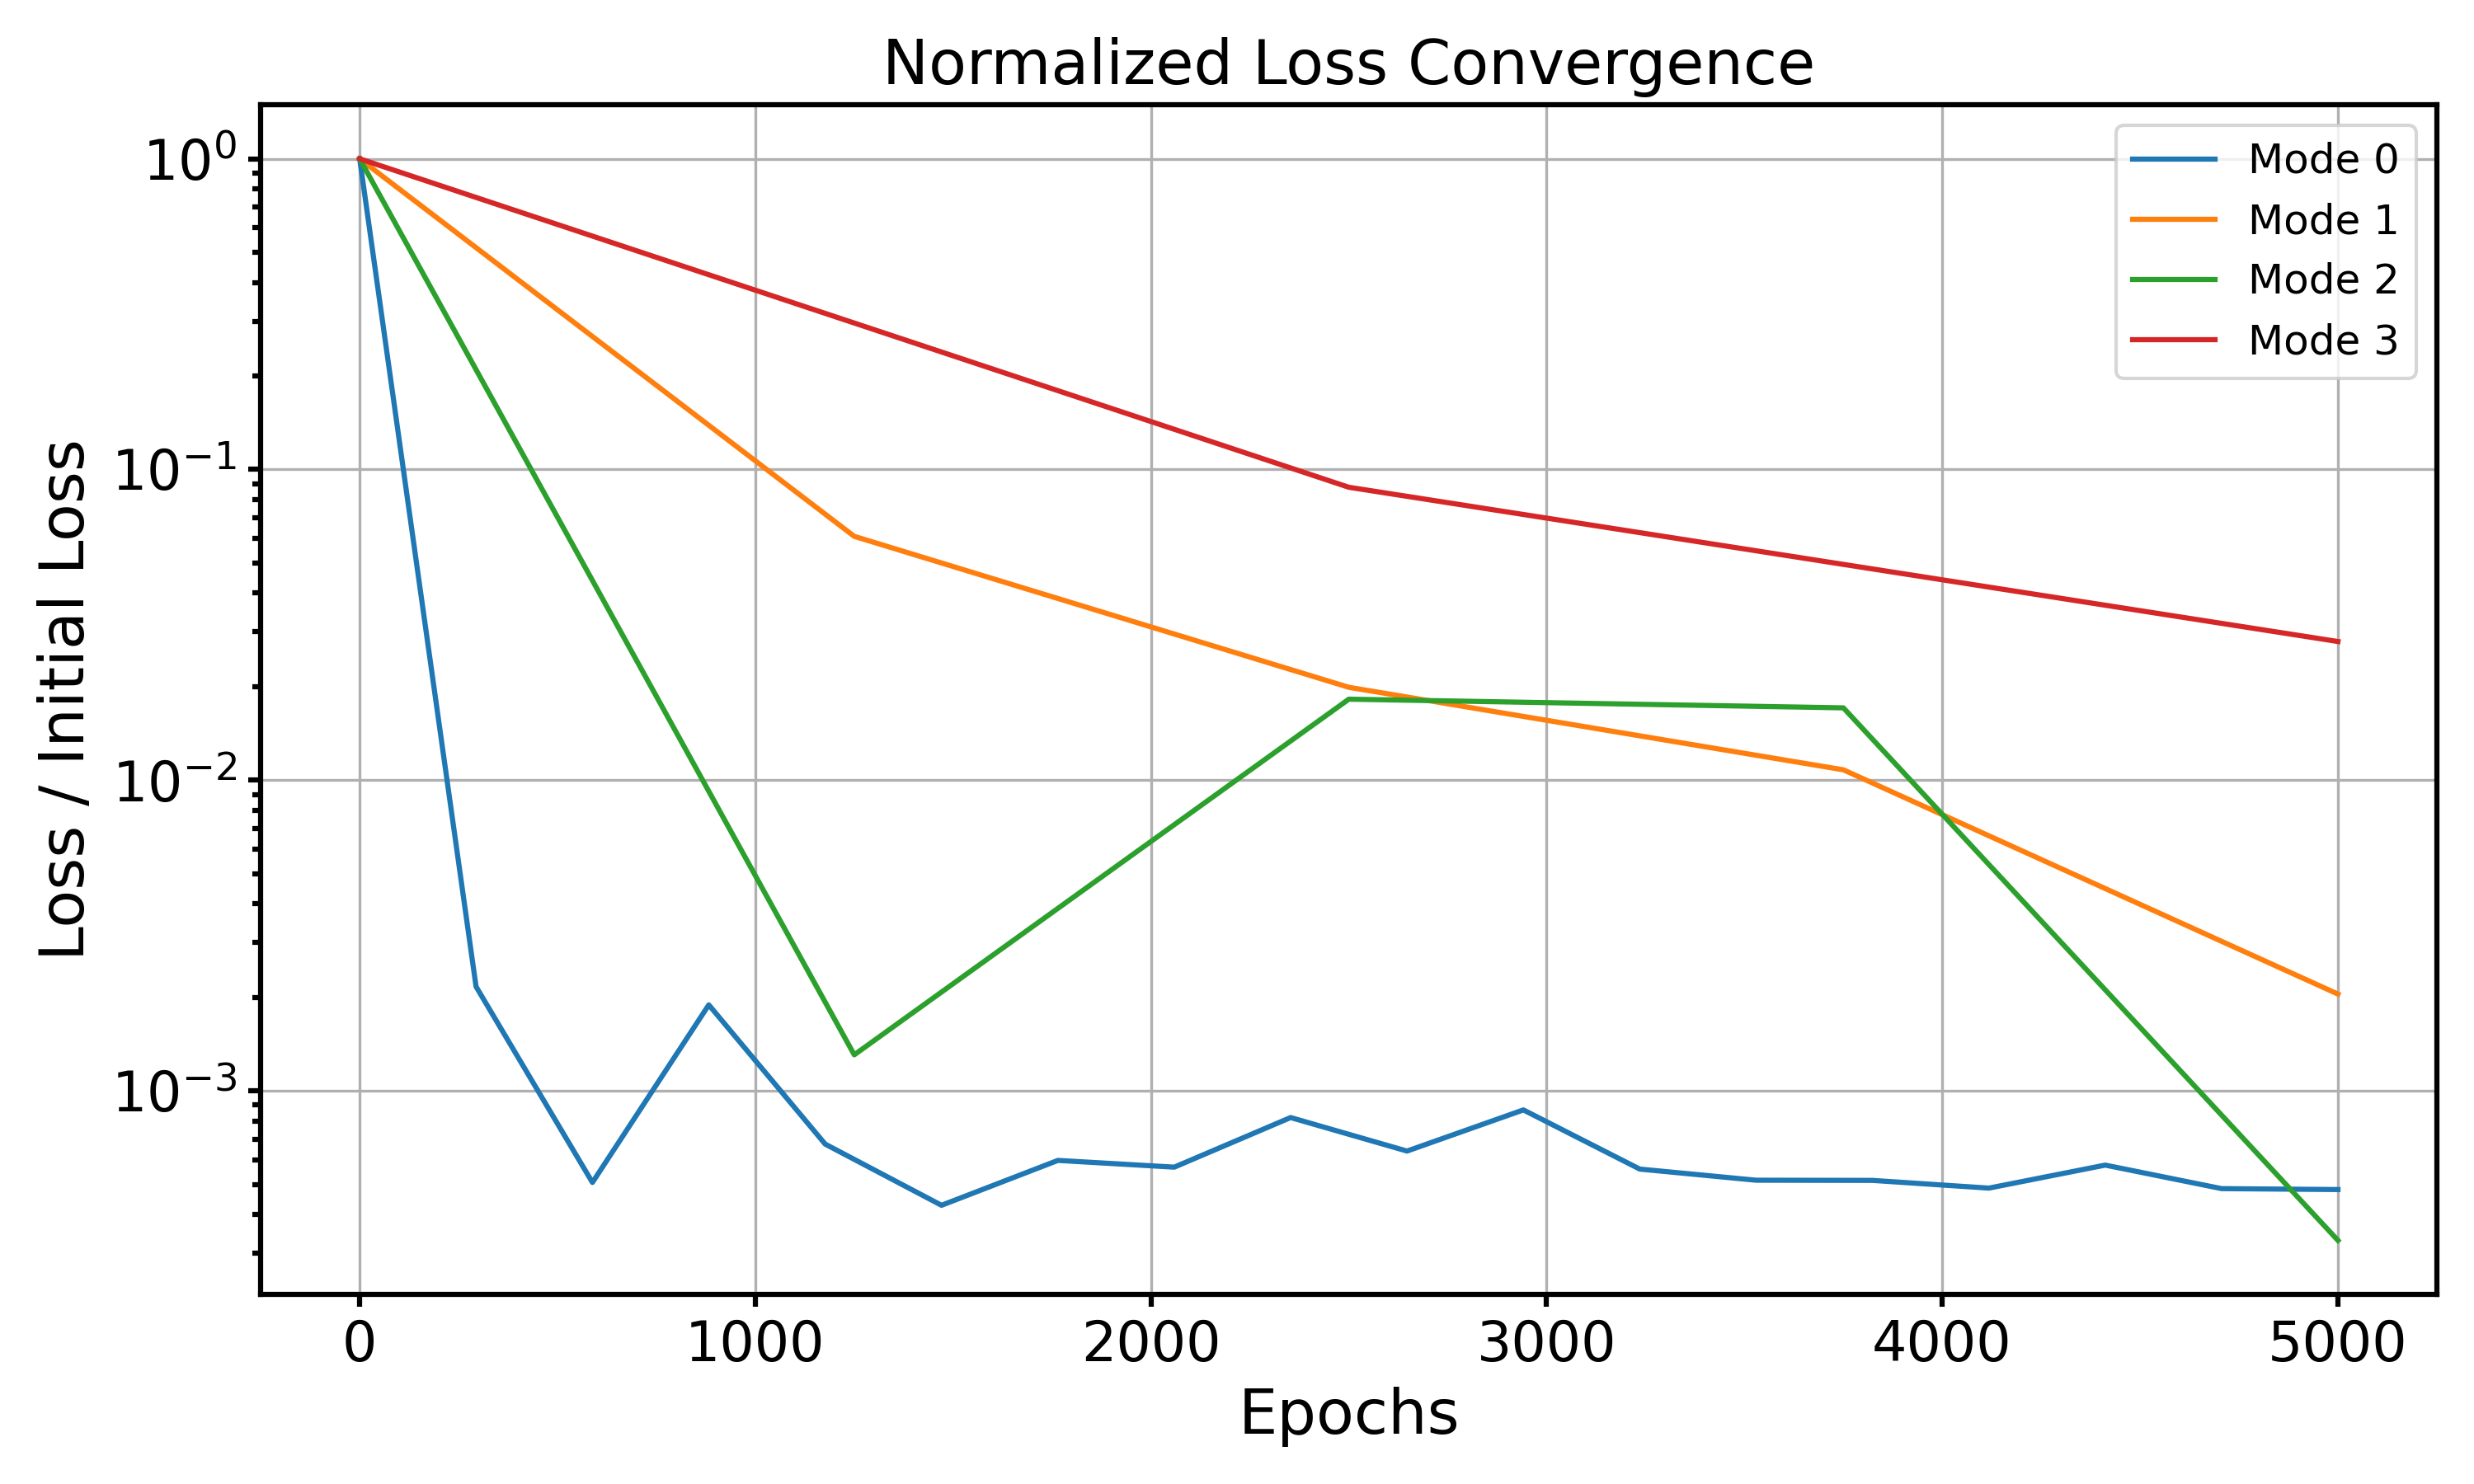 Normalized Loss Convergence
10⁰
10⁻¹
10⁻²
10⁻³
Loss / Initial Loss
Mode 0
Mode 1
Mode 2
Mode 3
0 1000 2000 3000 4000 5000
Epochs